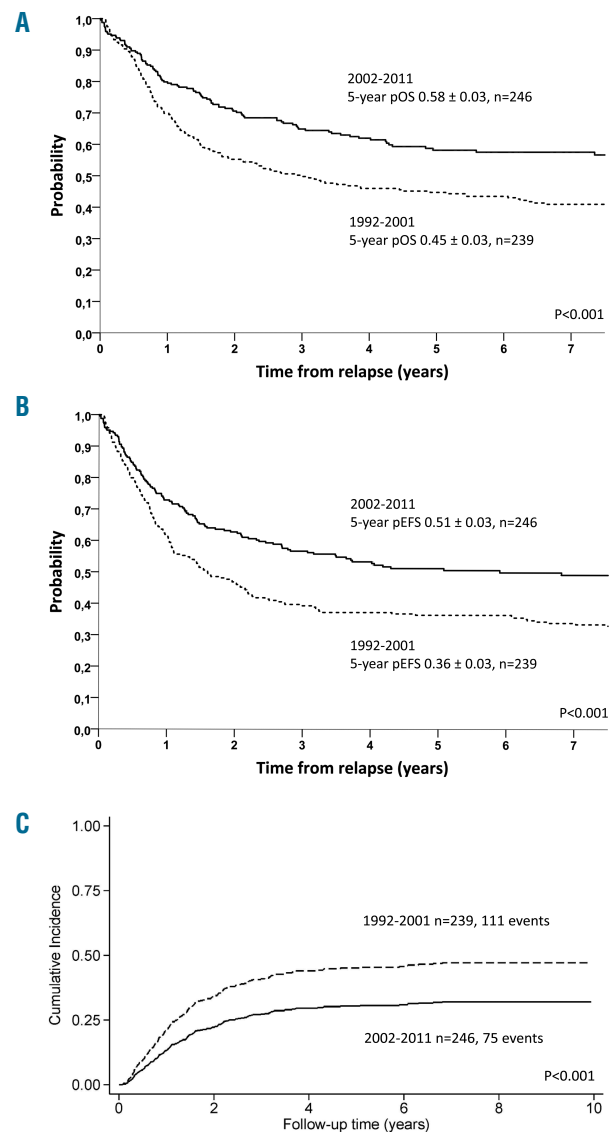 A
1,0
0,9
0,8
0,7
0,6
0,5
0,4
0,3
0,2
0,1
0,0
Probability
2002-2011
5-year pOS 0.58 ± 0.03, n=246
1992-2001
5-year pOS 0.45 ± 0.03, n=239
P<0.001
0 1 2 3 4 5 6 7
Time from relapse (years)
B
1,0
0,9
0,8
0,7
0,6
0,5
0,4
0,3
0,2
0,1
0,0
Probability
2002-2011
5-year pEFS 0.51 ± 0.03, n=246
1992-2001
5-year pEFS 0.36 ± 0.03, n=239
P<0.001
0 1 2 3 4 5 6 7
Time from relapse (years)
C
1.00
0.75
0.50
0.25
0.00
Cumulative Incidence
1992-2001 n=239, 111 events
2002-2011 n=246, 75 events
P<0.001
0 2 4 6 8 10
Follow-up time (years)